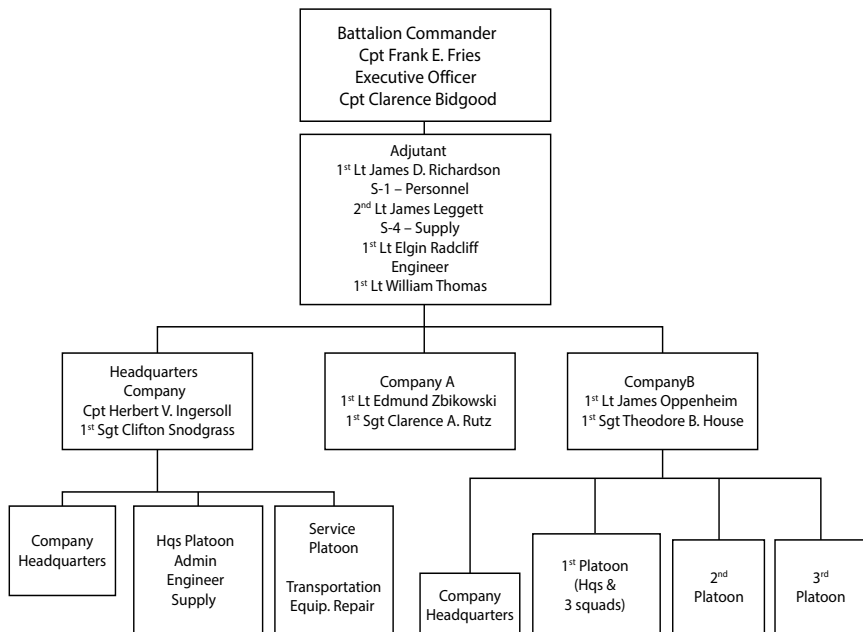 Battalion Commander
Cpt Frank E. Fries
Executive Officer
Cpt Clarence Bidgood
Adjutant
1st Lt James D. Richardson
S-1 – Personnel
2nd Lt James Leggett
S-4 – Supply
1st Lt Elgin Radcliff
Engineer
1st Lt William Thomas
Headquarters
Company
Cpt Herbert V. Ingersoll
1st Sgt Clifton Snodgrass
Company A
1st Lt Edmund Zbikowski
1st Sgt Clarence A. Rutz
CompanyB
1st Lt James Oppenheim
1st Sgt Theodore B. House
Company
Headquarters
Hqs Platoon
Admin
Engineer
Supply
Service
Platoon
Transportation
Equip. Repair
Company
Headquarters
1st Platoon
(Hqs &
3 squads)
2nd
Platoon
3rd
Platoon